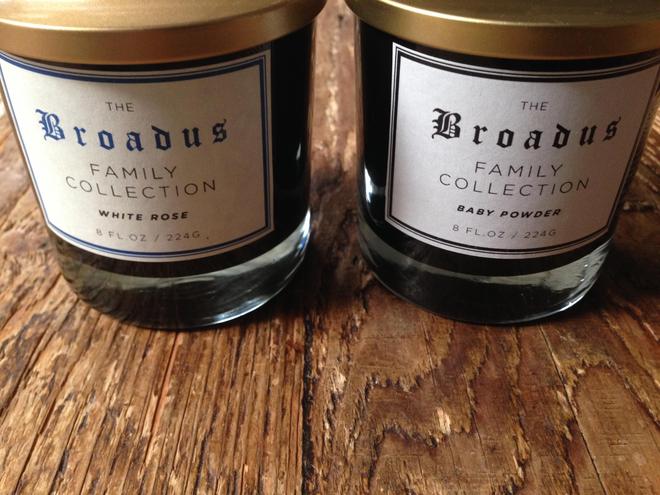 THE
Broadus
FAMILY
COLLECTION
WHITE ROSE
8 FL.OZ / 224G
THE
Broadus
FAMILY
COLLECTION
BABY POWDER
8 FL.OZ / 224G